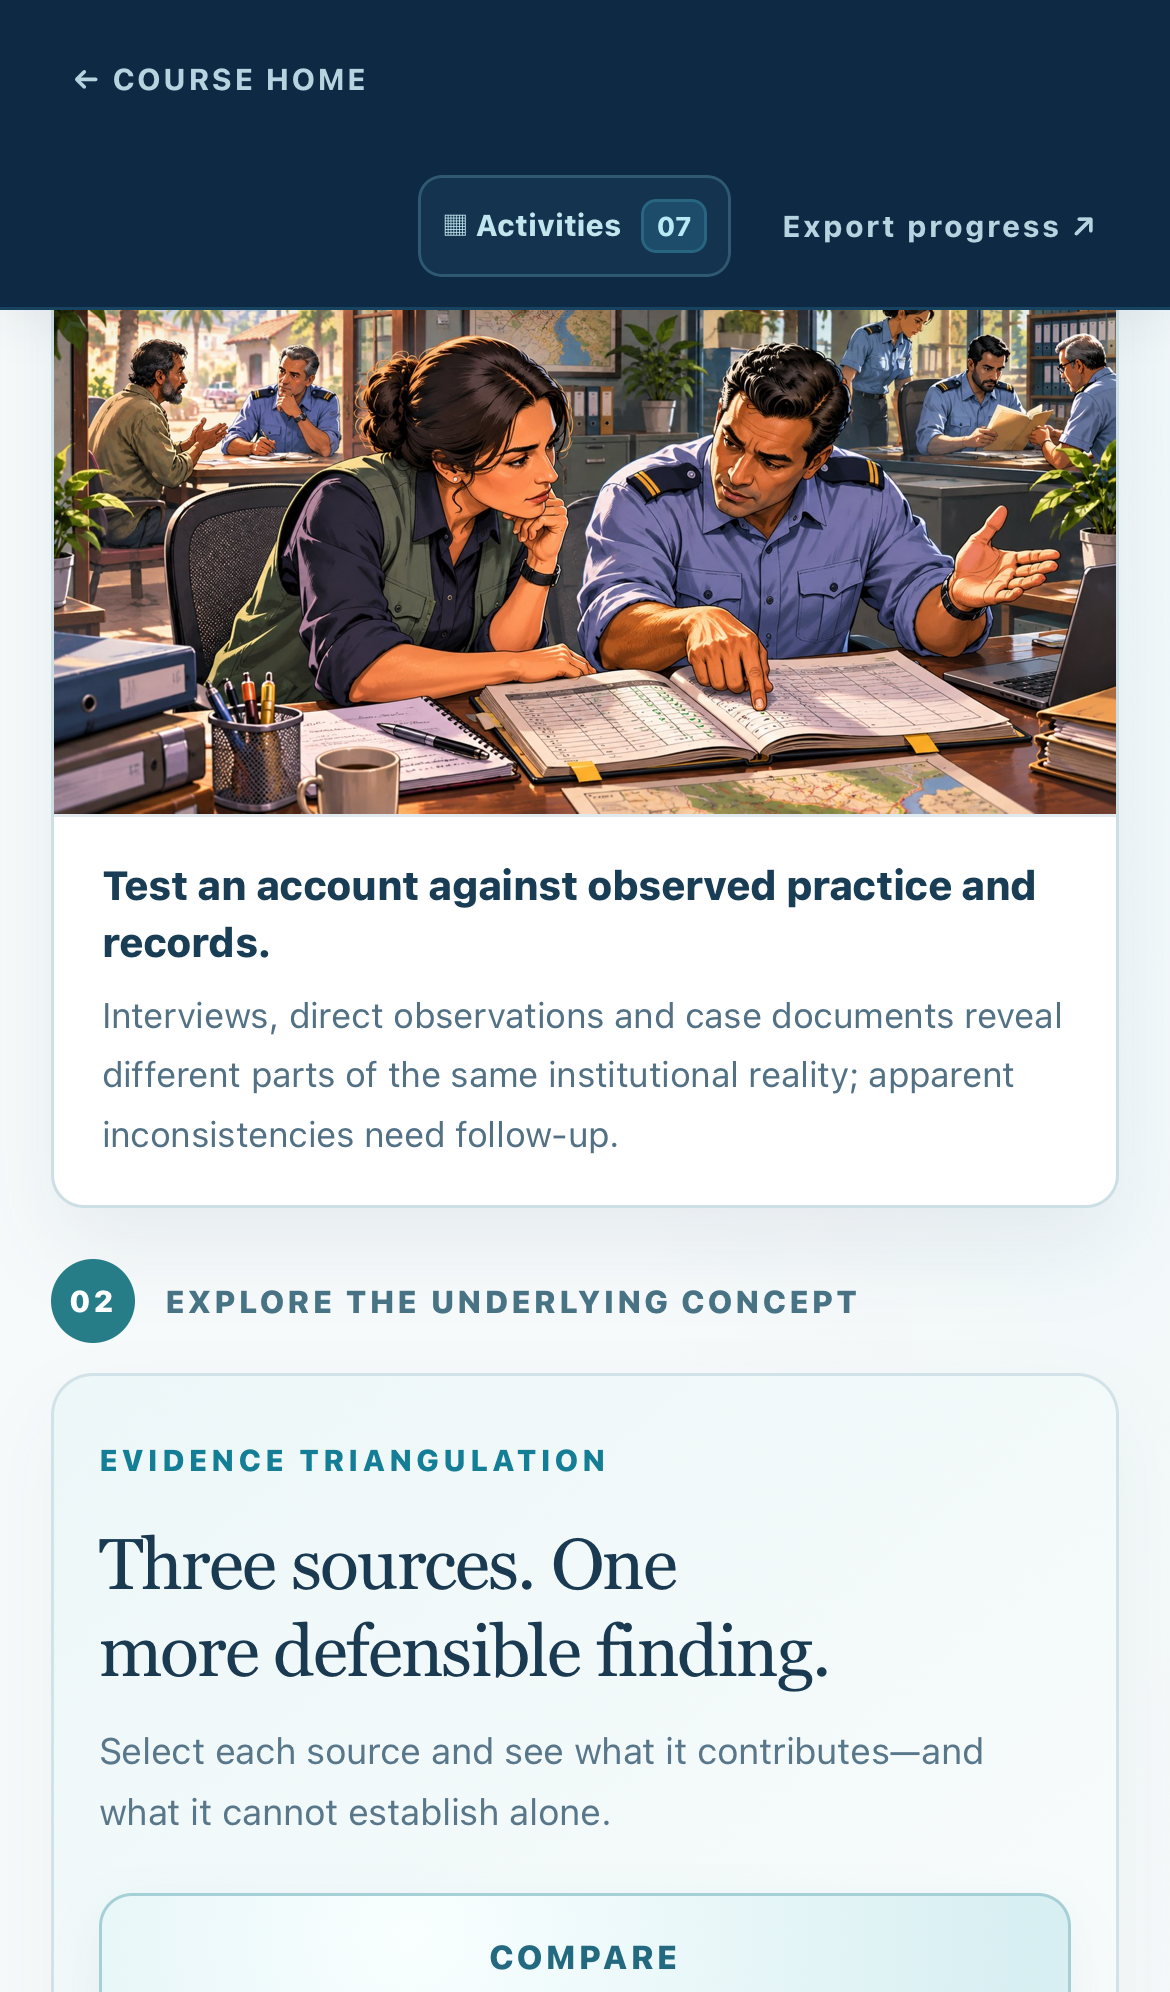 ← COURSE HOME
▦ Activities 07
Export progress ↗
Test an account against observed practice and
records.
Interviews, direct observations and case documents reveal
different parts of the same institutional reality; apparent
inconsistencies need follow-up.
02
EXPLORE THE UNDERLYING CONCEPT
EVIDENCE TRIANGULATION
Three sources. One
more defensible finding.
Select each source and see what it contributes—and
what it cannot establish alone.
COMPARE